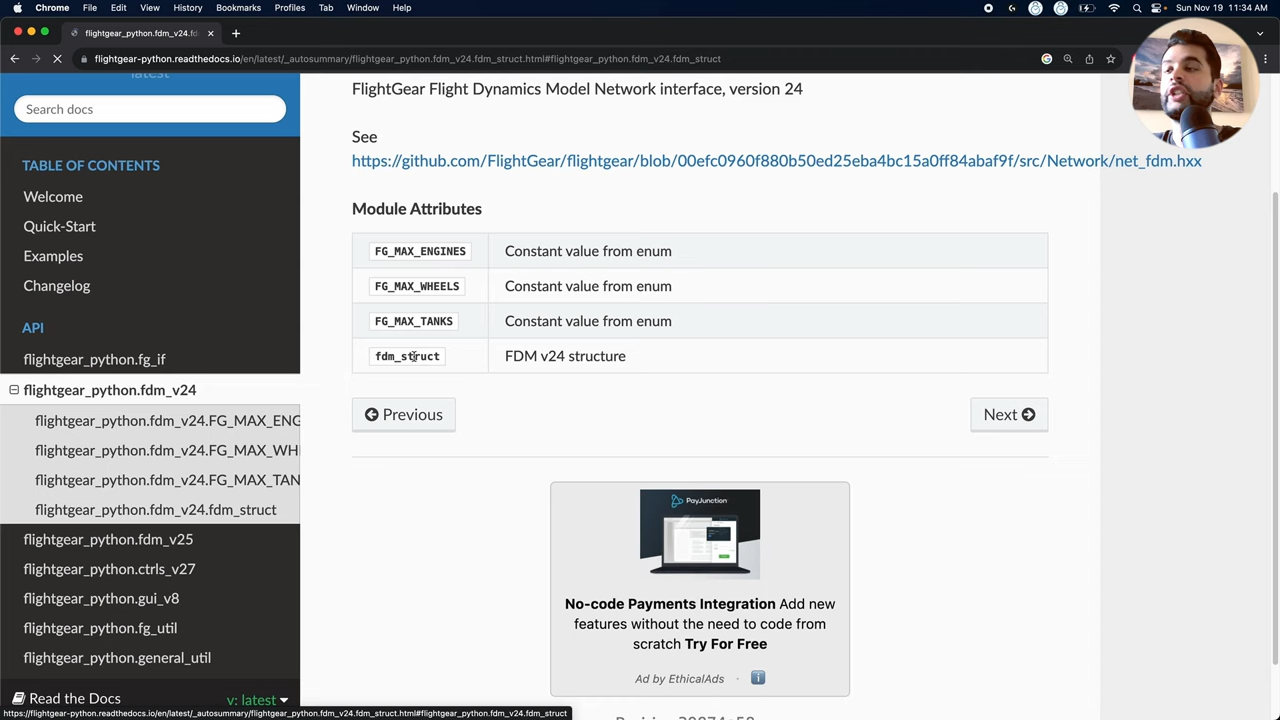 Chrome File Edit View History Bookmarks Profiles Tab Window Help
Sun Nov 19 11:34 AM
flightgear_python.fdm_v24.fd
flightgear-python.readthedocs.io/en/latest/_autosummary/flightgear_python.fdm_v24.fdm_struct.html#flightgear_python.fdm_v24.fdm_struct
latest
Search docs
TABLE OF CONTENTS
Welcome
Quick-Start
Examples
Changelog
API
flightgear_python.fg_if
flightgear_python.fdm_v24
flightgear_python.fdm_v24.FG_MAX_ENG
flightgear_python.fdm_v24.FG_MAX_WH
flightgear_python.fdm_v24.FG_MAX_TAN
flightgear_python.fdm_v24.fdm_struct
flightgear_python.fdm_v25
flightgear_python.ctrls_v27
flightgear_python.gui_v8
flightgear_python.fg_util
flightgear_python.general_util
Read the Docs
v: latest
FlightGear Flight Dynamics Model Network interface, version 24
See
https://github.com/FlightGear/flightgear/blob/00efc0960f880b50ed25eba4bc15a0ff84abaf9f/src/Network/net_fdm.hxx
Module Attributes
FG_MAX_ENGINES Constant value from enum
FG_MAX_WHEELS Constant value from enum
FG_MAX_TANKS Constant value from enum
fdm_struct FDM v24 structure
Previous
Next
PayJunction
No-code Payments Integration Add new
features without the need to code from
scratch Try For Free
Ad by EthicalAds ·
https://flightgear-python.readthedocs.io/en/latest/_autosummary/flightgear_python.fdm_v24.fdm_struct.html#flightgear_python.fdm_v24.fdm_struct